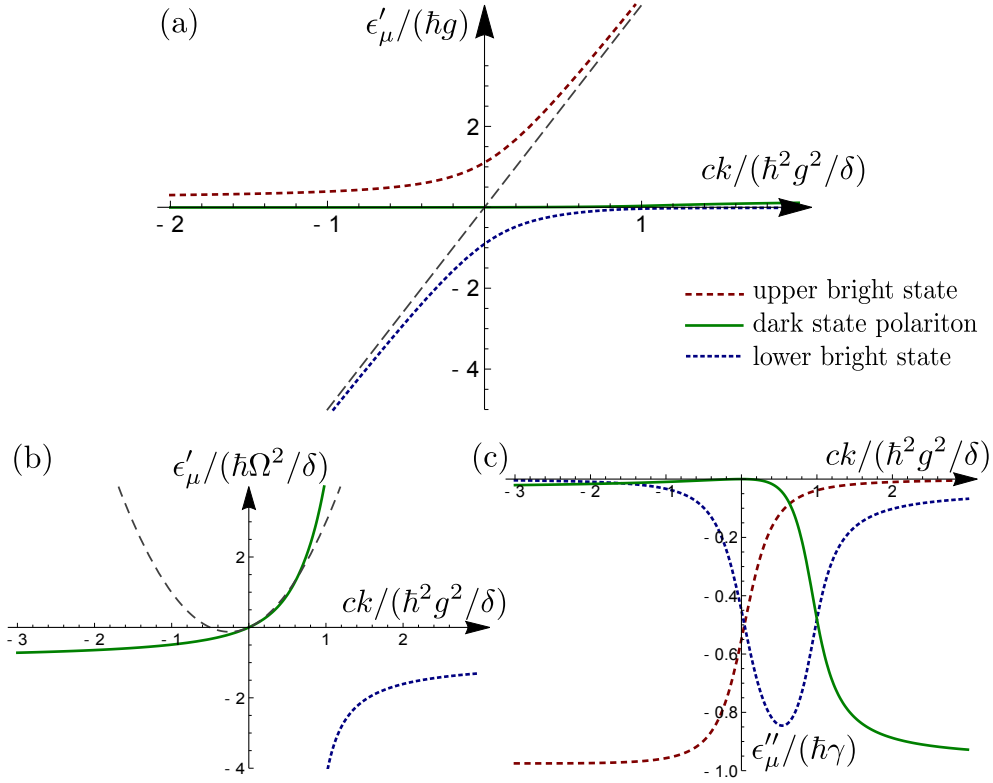 (a)
ϵ′_μ/(ħg)
2
ck/(ħ²g²/δ)
- 2
- 1
1
- 2
- 4
upper bright state
dark state polariton
lower bright state
(b)
ϵ′_μ/(ħΩ²/δ)
2
ck/(ħ²g²/δ)
- 3
- 2
- 1
1
2
- 2
- 4
(c)
ck/(ħ²g²/δ)
- 3
- 2
- 1
1
2
- 0.2
- 0.4
- 0.6
- 0.8
ϵ″_μ/(ħγ)
- 1.0